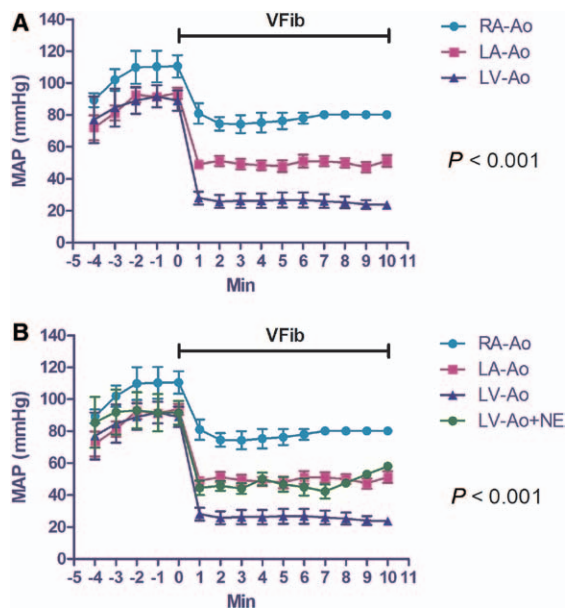 A
VFib
RA-Ao
LA-Ao
LV-Ao
P < 0.001
MAP (mmHg)
140
120
100
80
60
40
20
0
-5 -4 -3 -2 -1 0 1 2 3 4 5 6 7 8 9 10 11
Min
B
VFib
RA-Ao
LA-Ao
LV-Ao
LV-Ao+NE
P < 0.001
MAP (mmHg)
140
120
100
80
60
40
20
0
-5 -4 -3 -2 -1 0 1 2 3 4 5 6 7 8 9 10 11
Min